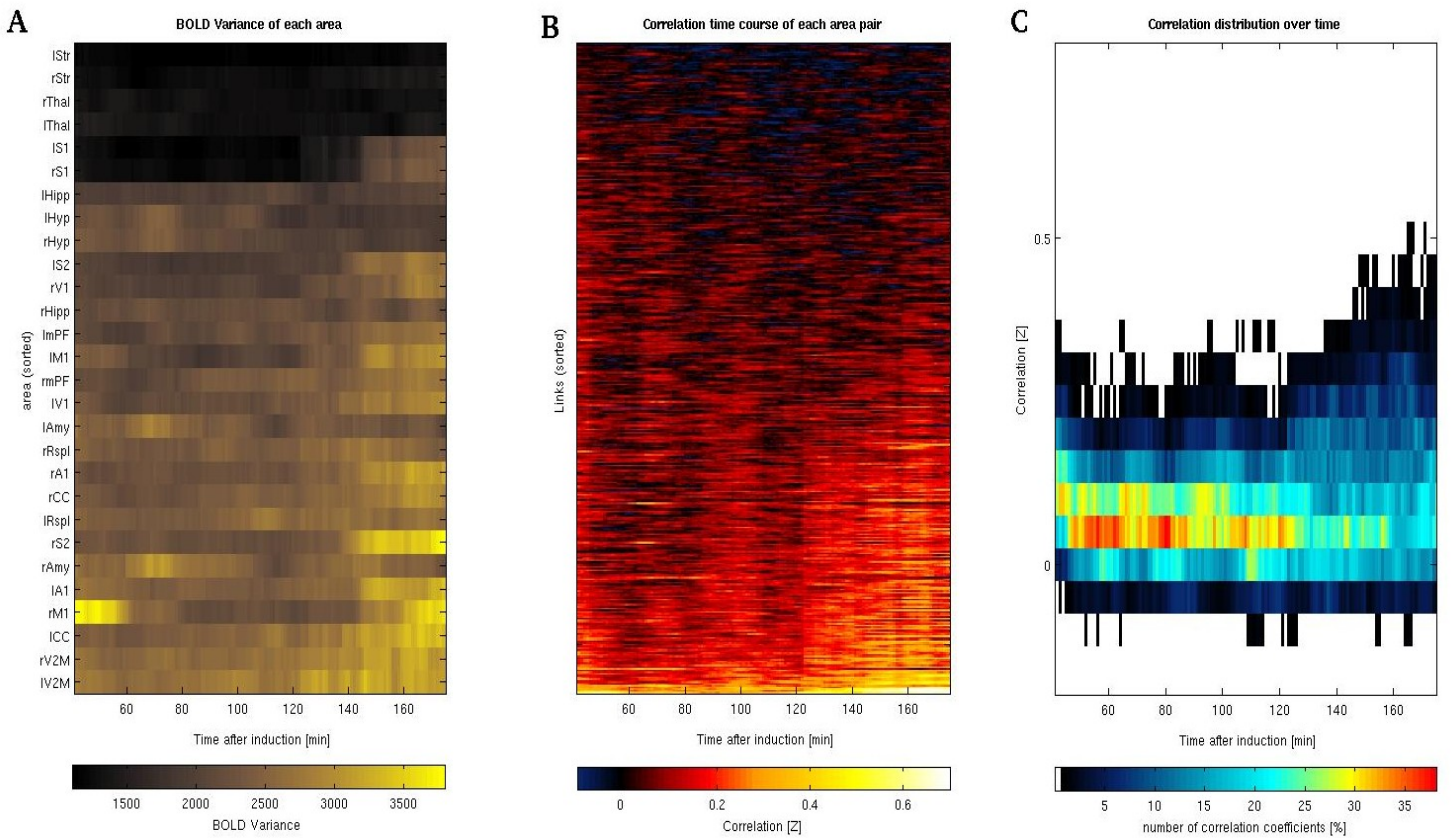 A
BOLD Variance of each area
lStr
rStr
rThal
lThal
lS1
rS1
lHipp
lHyp
rHyp
lS2
rV1
rHipp
lmPF
lM1
rmPF
lV1
lAmy
rRspl
rA1
rCC
lRspl
rS2
rAmy
lA1
rM1
lCC
rV2M
lV2M
area (sorted)
60 80 100 120 140 160
Time after induction [min]
1500 2000 2500 3000 3500
BOLD Variance
B
Correlation time course of each area pair
Links (sorted)
60 80 100 120 140 160
Time after induction [min]
0 0.2 0.4 0.6
Correlation [Z]
C
Correlation distribution over time
0.5
Correlation [Z]
0
60 80 100 120 140 160
Time after induction [min]
5 10 15 20 25 30 35
number of correlation coefficients [%]